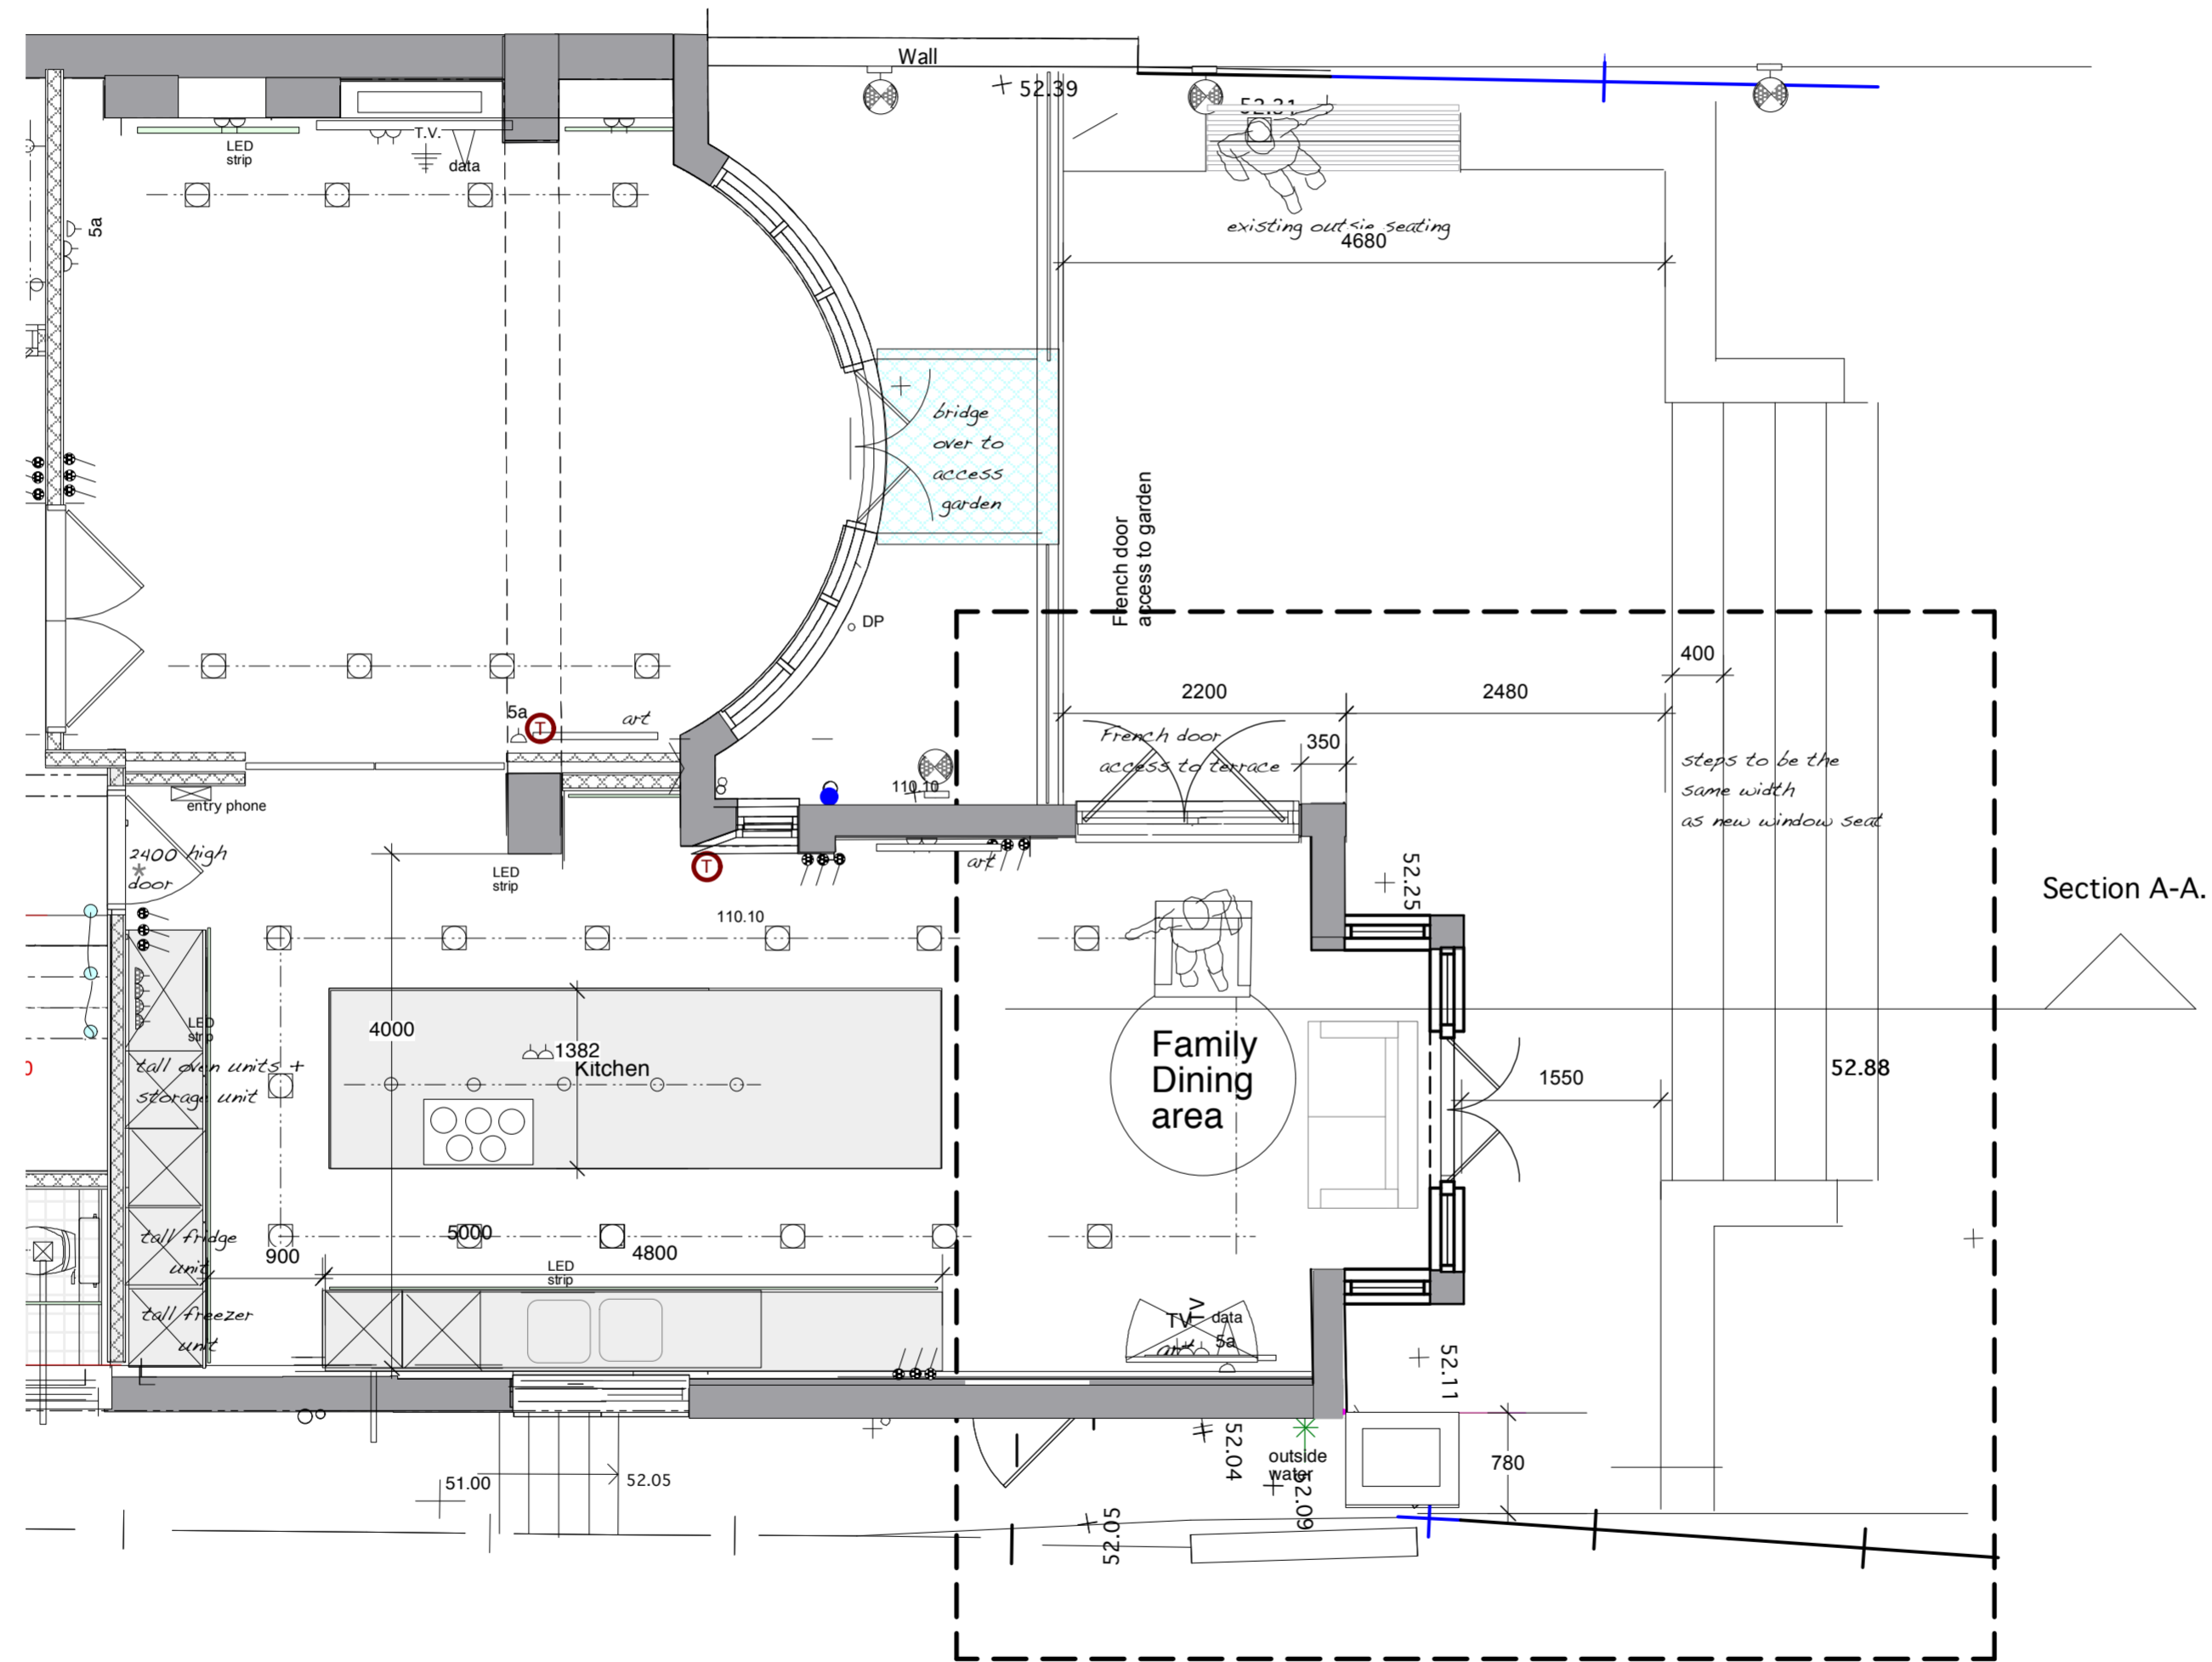 Wall
52.39
T.V.
LED
strip
data
5a
existing outsie seating
4680
bridge
over to
access
garden
French door
access to garden
DP
400
2200
2480
5a
T
art
French door
access to terrace
350
steps to be the
same width
as new window seat
110.10
entry phone
2400 high
door
LED
strip
T
art
52.25
Section A-A.
110.10
4000
1382
Kitchen
LED
strip
tall oven units +
storage unit
Family
Dining
area
1550
52.88
tall fridge
unit
900
5000
4800
LED
strip
tall freezer
unit
TV
TV
data
5a
art
52.11
outside
water
52.04
52.09
780
51.00
52.05
52.05